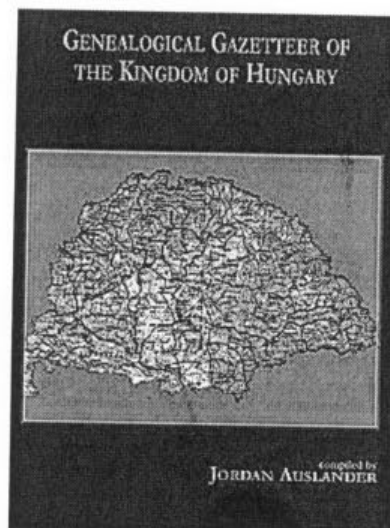 GENEALOGICAL GAZETTEER OF
THE KINGDOM OF HUNGARY
compiled by
JORDAN AUSLANDER